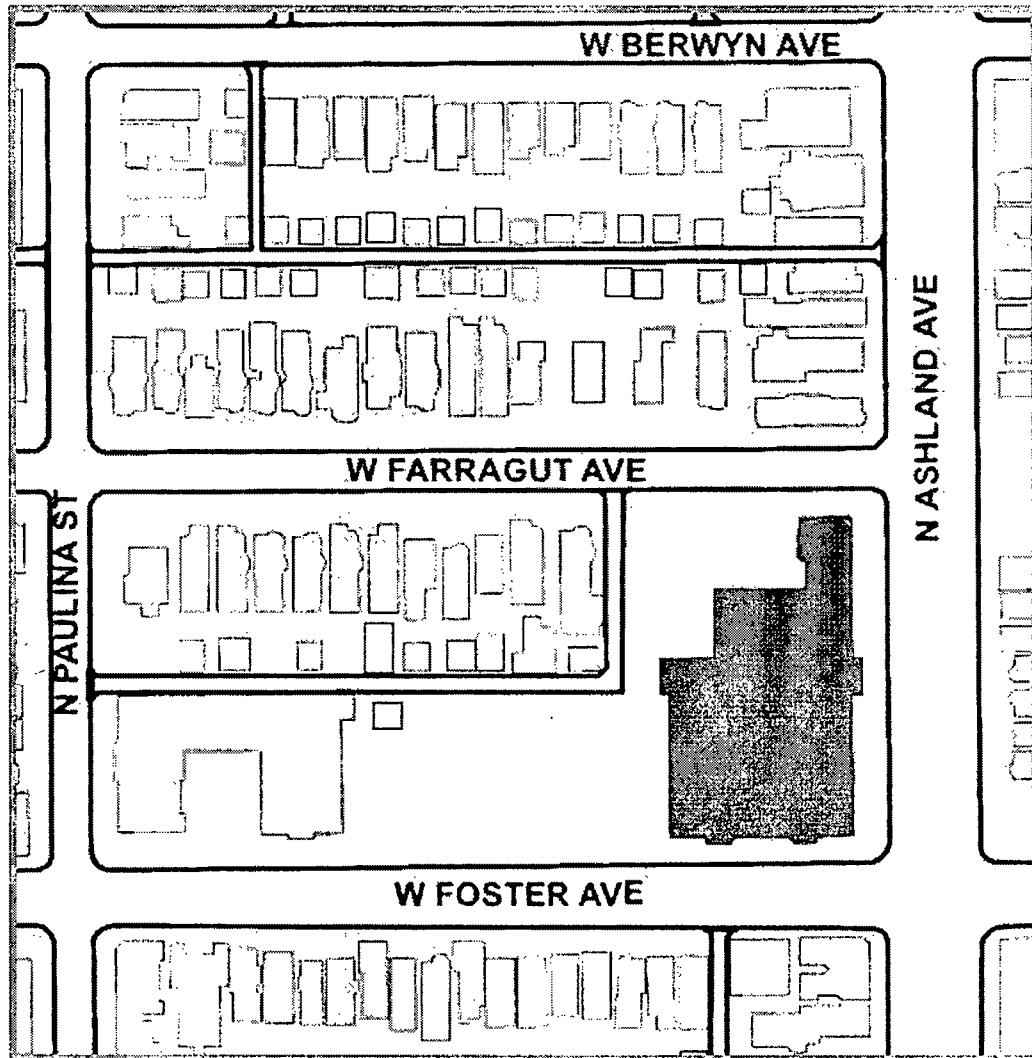 W BERWYN AVE
N ASHLAND AVE
W FARRAGUT AVE
N PAULINA ST
W FOSTER AVE